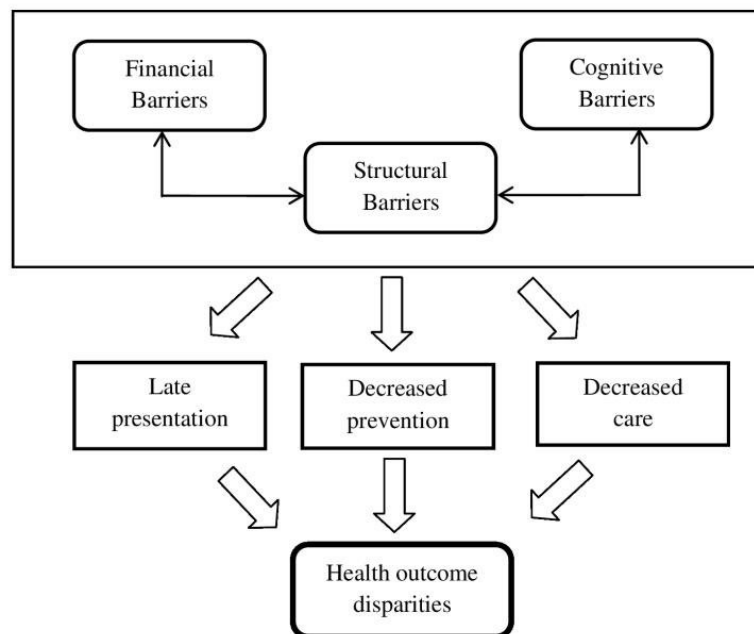 Financial
Barriers
Cognitive
Barriers
Structural
Barriers
Late
presentation
Decreased
prevention
Decreased
care
Health outcome
disparities